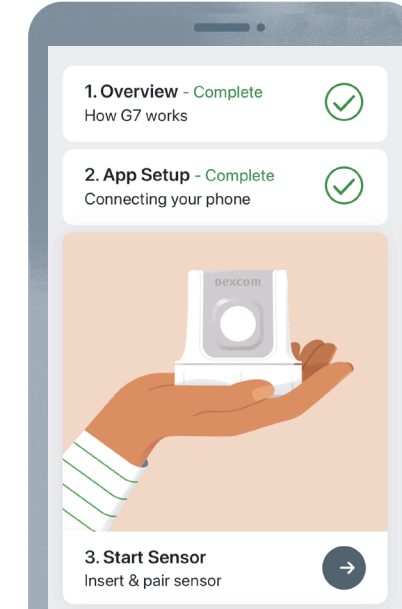 1. Overview - Complete
How G7 works
2. App Setup - Complete
Connecting your phone
Dexcom
3. Start Sensor
Insert & pair sensor